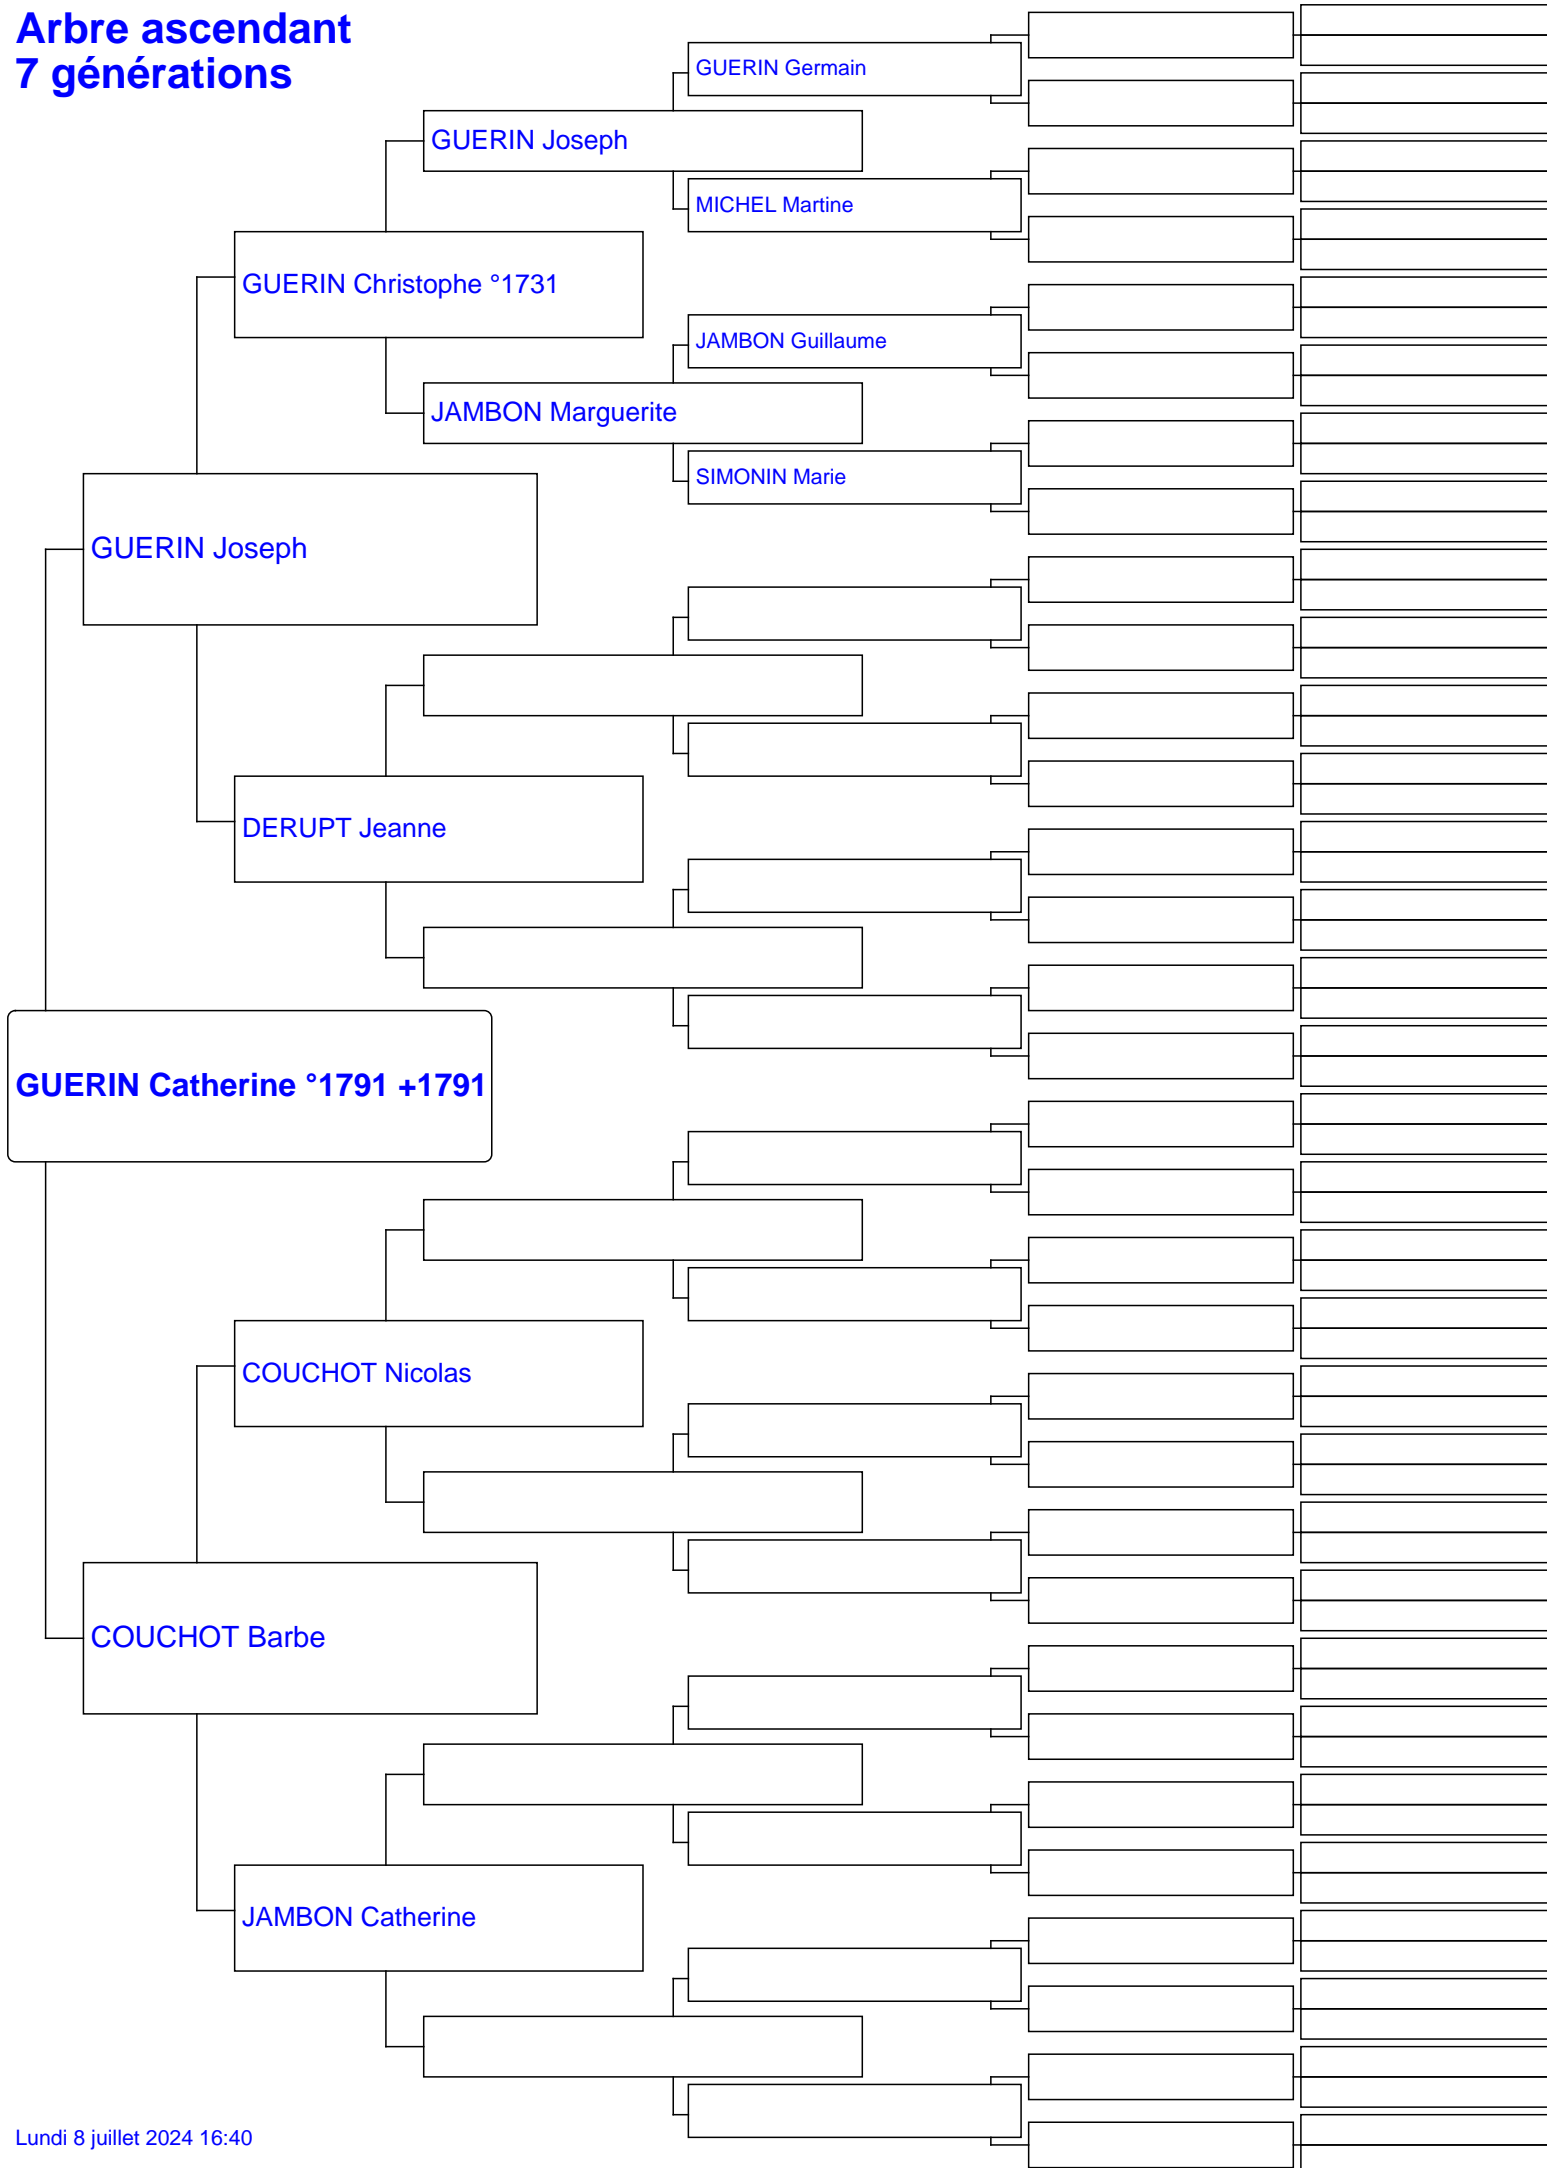 Arbre ascendant
7 générations
GUERIN Germain
GUERIN Joseph
MICHEL Martine
GUERIN Christophe °1731
JAMBON Guillaume
JAMBON Marguerite
SIMONIN Marie
GUERIN Joseph
DERUPT Jeanne
GUERIN Catherine °1791 +1791
COUCHOT Nicolas
COUCHOT Barbe
JAMBON Catherine
Lundi 8 juillet 2024 16:40